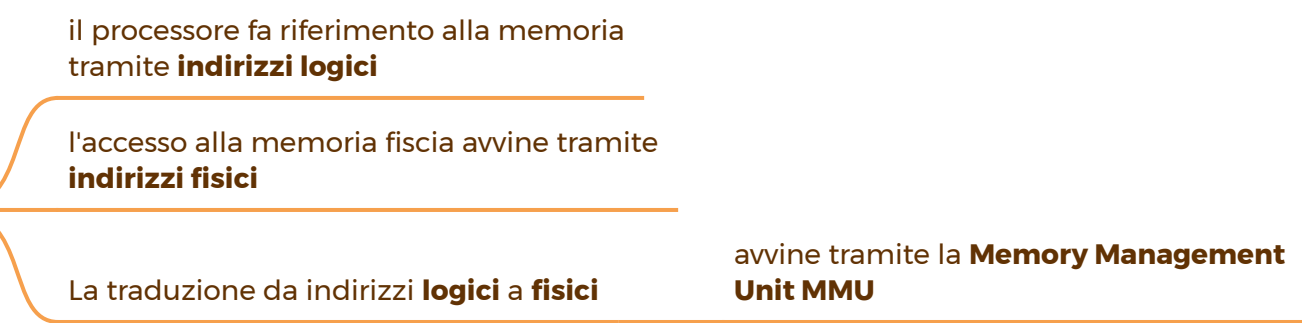 il processore fa riferimento alla memoria
tramite indirizzi logici
l'accesso alla memoria fiscia avvine tramite
indirizzi fisici
La traduzione da indirizzi logici a fisici
avvine tramite la Memory Management
Unit MMU